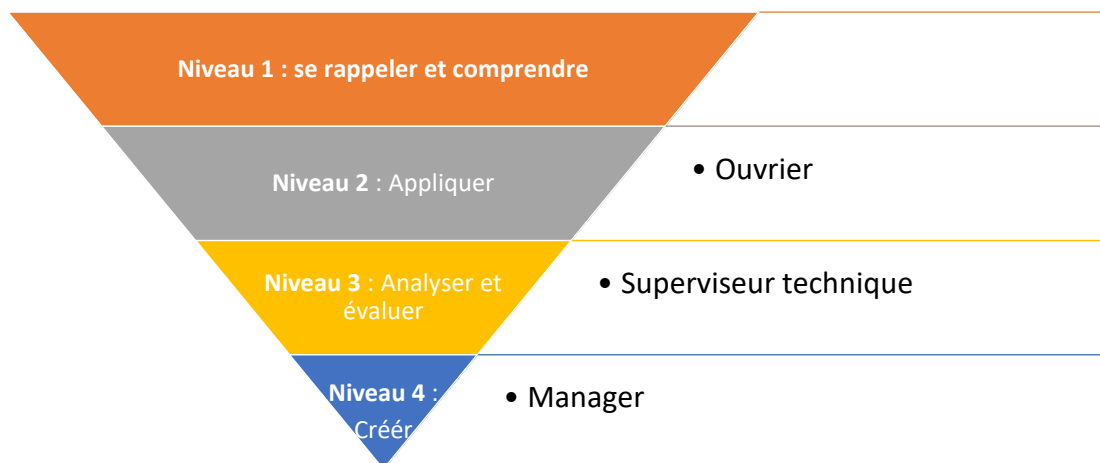 Niveau 1 : se rappeler et comprendre
Niveau 2 : Appliquer
• Ouvrier
Niveau 3 : Analyser et
évaluer
• Superviseur technique
Niveau 4 :
Créér
• Manager